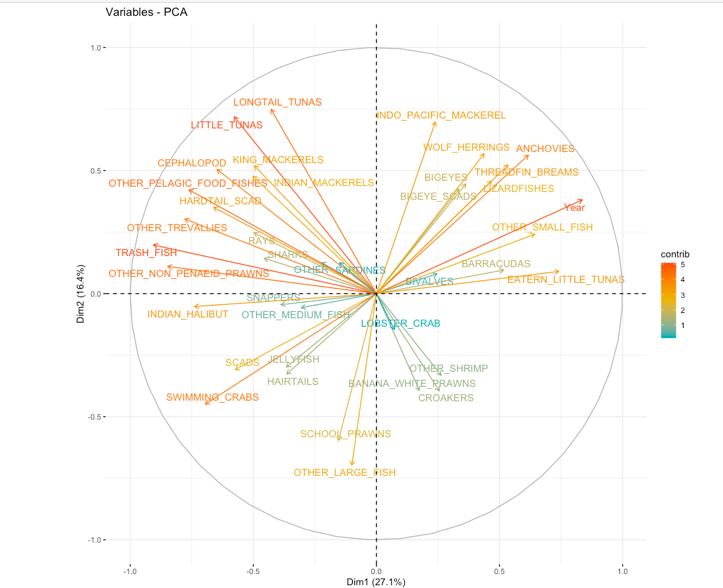 Variables - PCA
1.0
LONGTAIL_TUNAS
INDO_PACIFIC_MACKEREL
LITTLE_TUNAS
WOLF_HERRINGS
ANCHOVIES
CEPHALOPOD
KING_MACKERELS
0.5
THREADFIN_BREAMS
BIGEYES
OTHER_PELAGIC_FOOD_FISHES
INDIAN_MACKERELS
LIZARDFISHES
BIGEYE_SCADS
HARDTAIL_SCAD
Year
OTHER_TREVALLIES
OTHER_SMALL_FISH
RAYS
TRASH_FISH
SHARKS
contrib
BARRACUDAS
5
OTHER_NON_PENAEID_PRAWNS
OTHER_SARDINES
4
BIVALVES
EATERN_LITTLE_TUNAS
3
Dim2 (16.4%)
0.0
SNAPPERS
2
INDIAN_HALIBUT
OTHER_MEDIUM_FISH
1
LOBSTER_CRAB
SCADS
JELLYFISH
OTHER_SHRIMP
HAIRTAILS
BANANA_WHITE_PRAWNS
SWIMMING_CRABS
CROAKERS
-0.5
SCHOOL_PRAWNS
OTHER_LARGE_FISH
-1.0
-1.0 -0.5 0.0 0.5 1.0
Dim1 (27.1%)